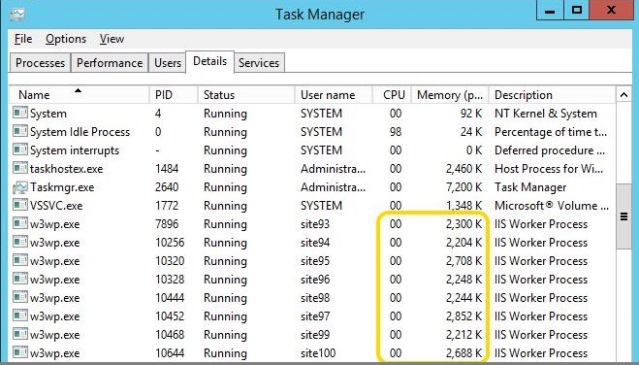 Task Manager
File Options View
Processes Performance Users Details Services
Name PID Status User name CPU Memory (p... Description
System 4 Running SYSTEM 00 92 K NT Kernel & System
System Idle Process 0 Running SYSTEM 98 24 K Percentage of time t...
System interrupts - Running SYSTEM 00 0 K Deferred procedure ...
taskhostex.exe 1484 Running Administra... 00 2,460 K Host Process for Wi...
Taskmgr.exe 2640 Running Administra... 00 7,200 K Task Manager
VSSVC.exe 1772 Running SYSTEM 00 1,348 K Microsoft® Volume ...
w3wp.exe 7896 Running site93 00 2,300 K IIS Worker Process
w3wp.exe 10256 Running site94 00 2,204 K IIS Worker Process
w3wp.exe 10320 Running site95 00 2,708 K IIS Worker Process
w3wp.exe 10328 Running site96 00 2,248 K IIS Worker Process
w3wp.exe 10444 Running site98 00 2,244 K IIS Worker Process
w3wp.exe 10452 Running site97 00 2,852 K IIS Worker Process
w3wp.exe 10468 Running site99 00 2,212 K IIS Worker Process
w3wp.exe 10644 Running site100 00 2,688 K IIS Worker Process